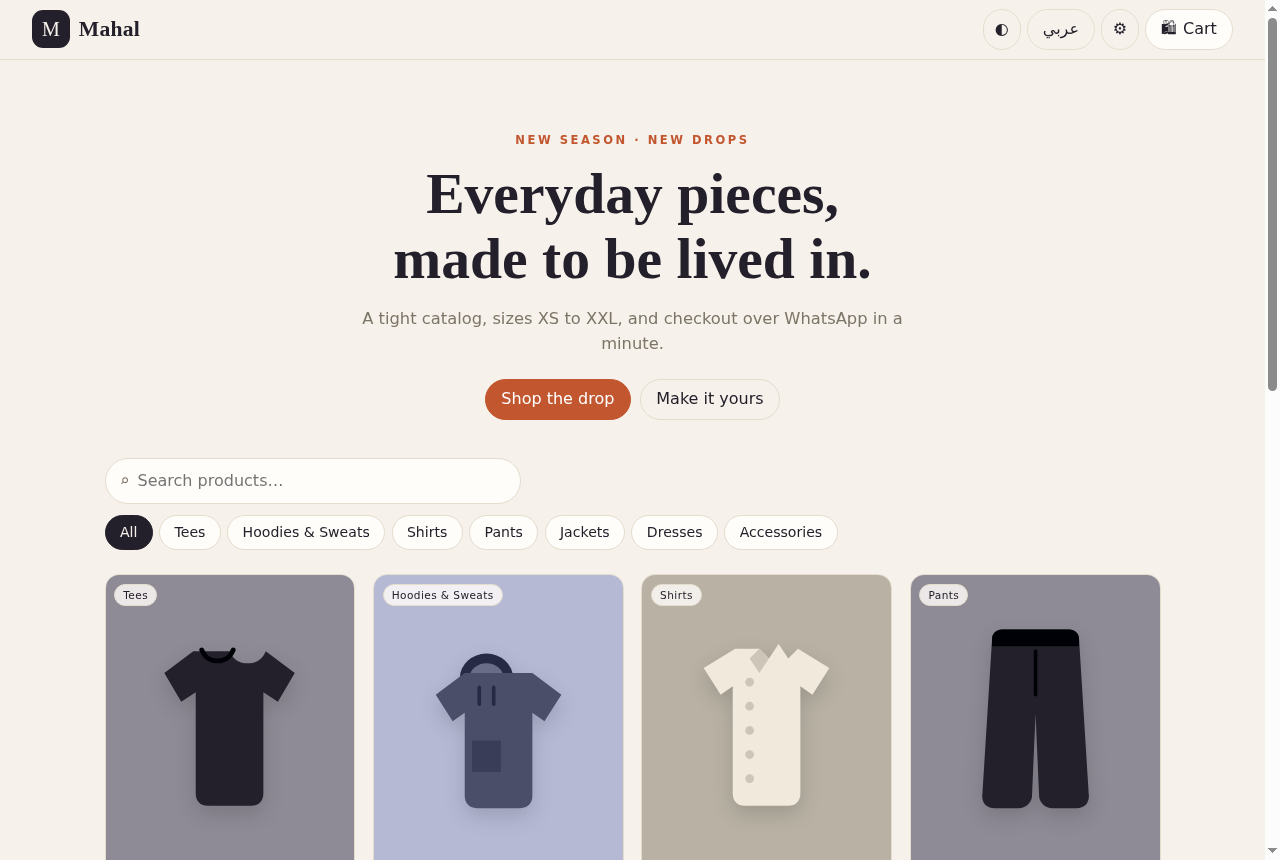 M Mahal
عربي
Cart
NEW SEASON · NEW DROPS
Everyday pieces,
made to be lived in.
A tight catalog, sizes XS to XXL, and checkout over WhatsApp in a
minute.
Shop the drop
Make it yours
Search products…
All Tees Hoodies & Sweats Shirts Pants Jackets Dresses Accessories
Tees
Hoodies & Sweats
Shirts
Pants